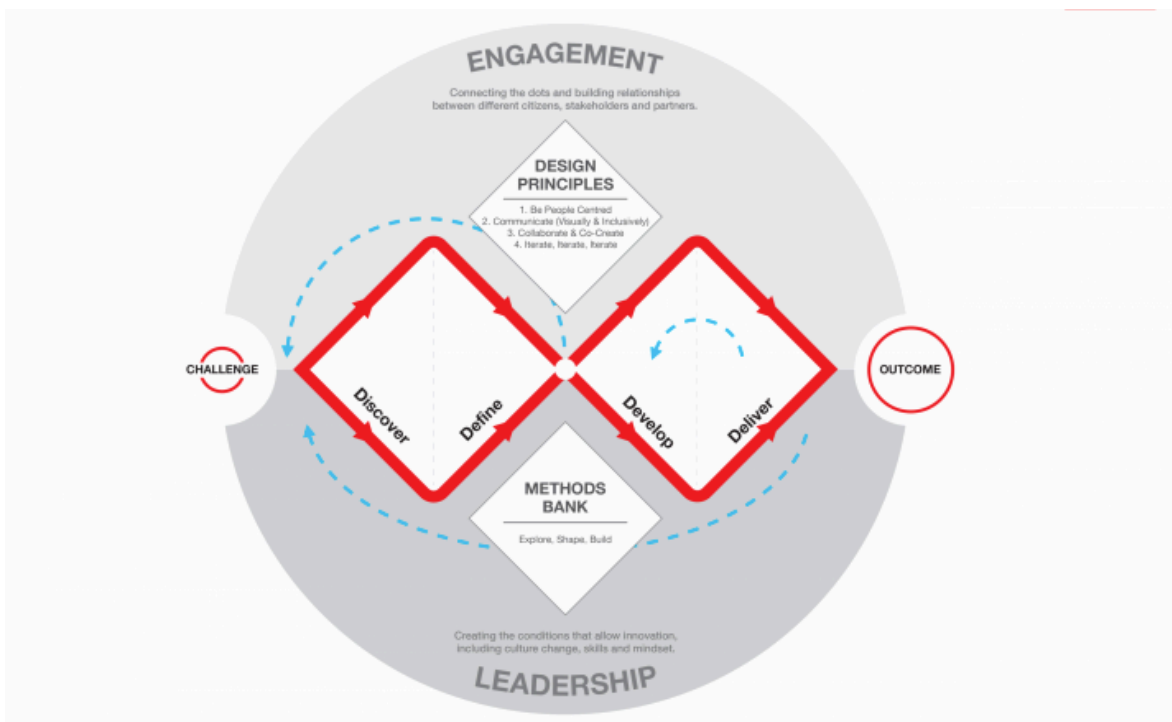 ENGAGEMENT
Connecting the dots and building relationships
between different citizens, stakeholders and partners.
DESIGN
PRINCIPLES
1. Be People Centred
2. Communicate (Visually & Inclusively)
3. Collaborate & Co-Create
4. Iterate, Iterate, Iterate
CHALLENGE
OUTCOME
Discover
Define
Develop
Deliver
METHODS
BANK
Explore, Shape, Build
Creating the conditions that allow innovation,
including culture change, skills and mindset.
LEADERSHIP